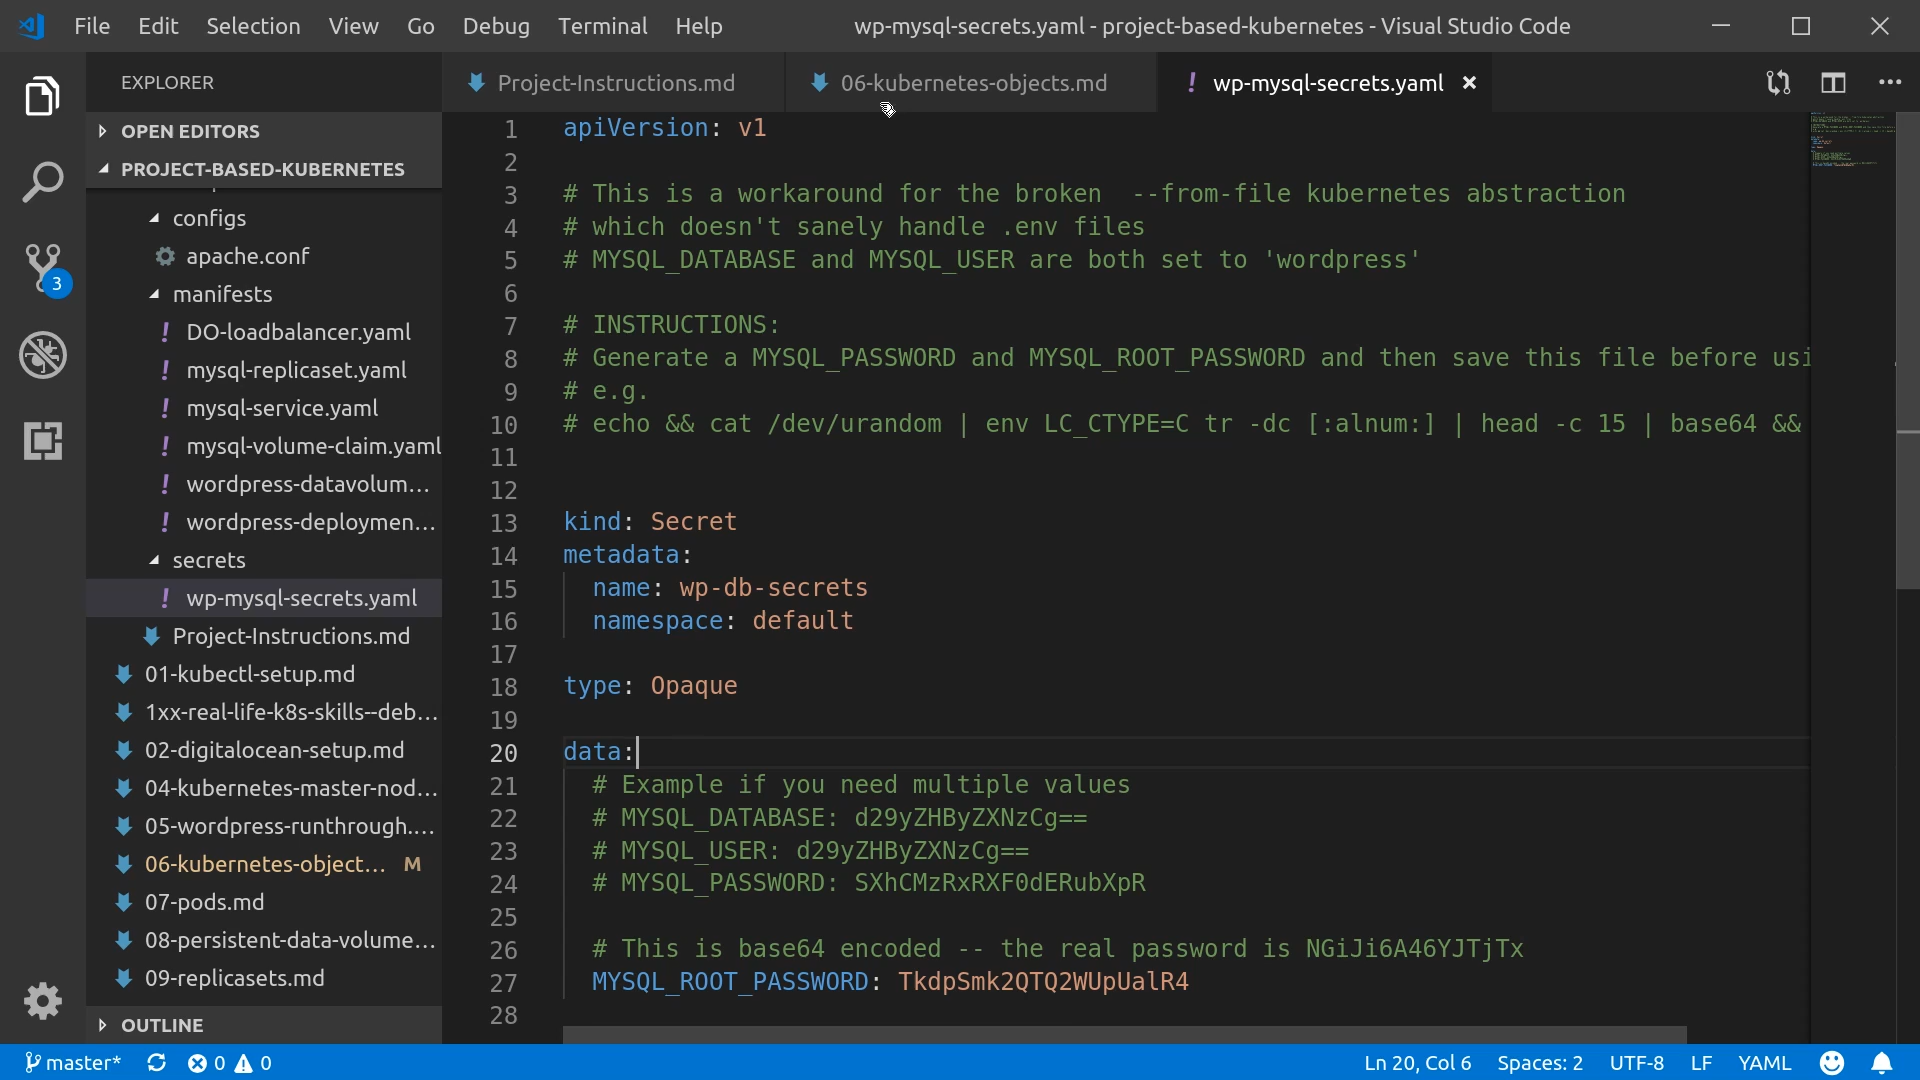 File Edit Selection View Go Debug Terminal Help wp-mysql-secrets.yaml - project-based-kubernetes - Visual Studio Code
EXPLORER
OPEN EDITORS
PROJECT-BASED-KUBERNETES
configs
apache.conf
manifests
DO-loadbalancer.yaml
mysql-replicaset.yaml
mysql-service.yaml
mysql-volume-claim.yaml
wordpress-datavolum...
wordpress-deploymen...
secrets
wp-mysql-secrets.yaml
Project-Instructions.md
01-kubectl-setup.md
1xx-real-life-k8s-skills--deb...
02-digitalocean-setup.md
04-kubernetes-master-nod...
05-wordpress-runthrough....
06-kubernetes-object... M
07-pods.md
08-persistent-data-volume...
09-replicasets.md
OUTLINE
3
Project-Instructions.md 06-kubernetes-objects.md wp-mysql-secrets.yaml
1 apiVersion: v1
2
3 # This is a workaround for the broken  --from-file kubernetes abstraction
4 # which doesn't sanely handle .env files
5 # MYSQL_DATABASE and MYSQL_USER are both set to 'wordpress'
6
7 # INSTRUCTIONS:
8 # Generate a MYSQL_PASSWORD and MYSQL_ROOT_PASSWORD and then save this file before usi
9 # e.g.
10 # echo && cat /dev/urandom | env LC_CTYPE=C tr -dc [:alnum:] | head -c 15 | base64 &&
11
12
13 kind: Secret
14 metadata:
15 name: wp-db-secrets
16 namespace: default
17
18 type: Opaque
19
20 data:
21 # Example if you need multiple values
22 # MYSQL_DATABASE: d29yZHByZXNzCg==
23 # MYSQL_USER: d29yZHByZXNzCg==
24 # MYSQL_PASSWORD: SXhCMzRxRXF0dERubXpR
25
26 # This is base64 encoded -- the real password is NGiJi6A46YJTjTx
27 MYSQL_ROOT_PASSWORD: TkdpSmk2QTQ2WUpUalR4
28
master* 0 0 Ln 20, Col 6 Spaces: 2 UTF-8 LF YAML